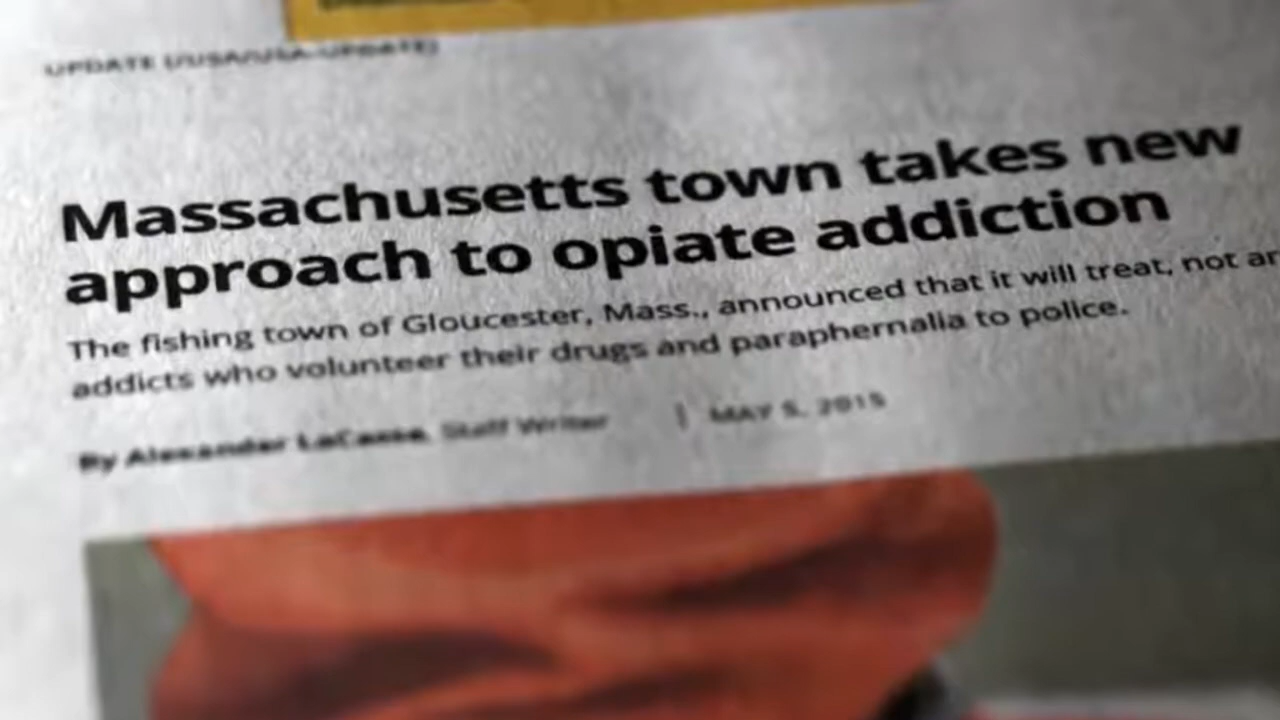 UPDATE (/USA/USA-UPDATE)
Massachusetts town takes new
approach to opiate addiction
The fishing town of Gloucester, Mass., announced that it will treat, not ar
addicts who volunteer their drugs and paraphernalia to police.
By Alexander LaCasse, Staff Writer | MAY 5, 2015